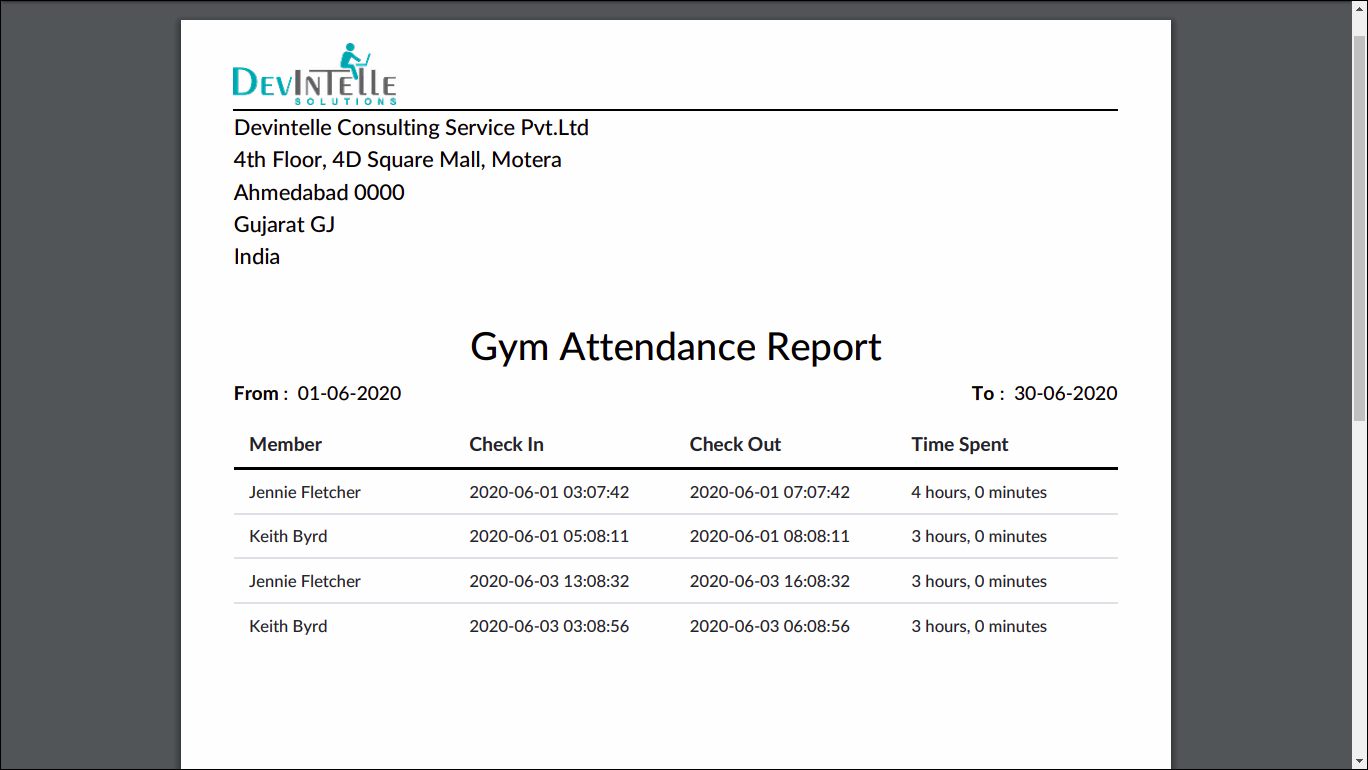 DEVINTELLE
SOLUTIONS
Devintelle Consulting Service Pvt.Ltd
4th Floor, 4D Square Mall, Motera
Ahmedabad 0000
Gujarat GJ
India
Gym Attendance Report
From : 01-06-2020 To : 30-06-2020
Member Check In Check Out Time Spent
Jennie Fletcher 2020-06-01 03:07:42 2020-06-01 07:07:42 4 hours, 0 minutes
Keith Byrd 2020-06-01 05:08:11 2020-06-01 08:08:11 3 hours, 0 minutes
Jennie Fletcher 2020-06-03 13:08:32 2020-06-03 16:08:32 3 hours, 0 minutes
Keith Byrd 2020-06-03 03:08:56 2020-06-03 06:08:56 3 hours, 0 minutes